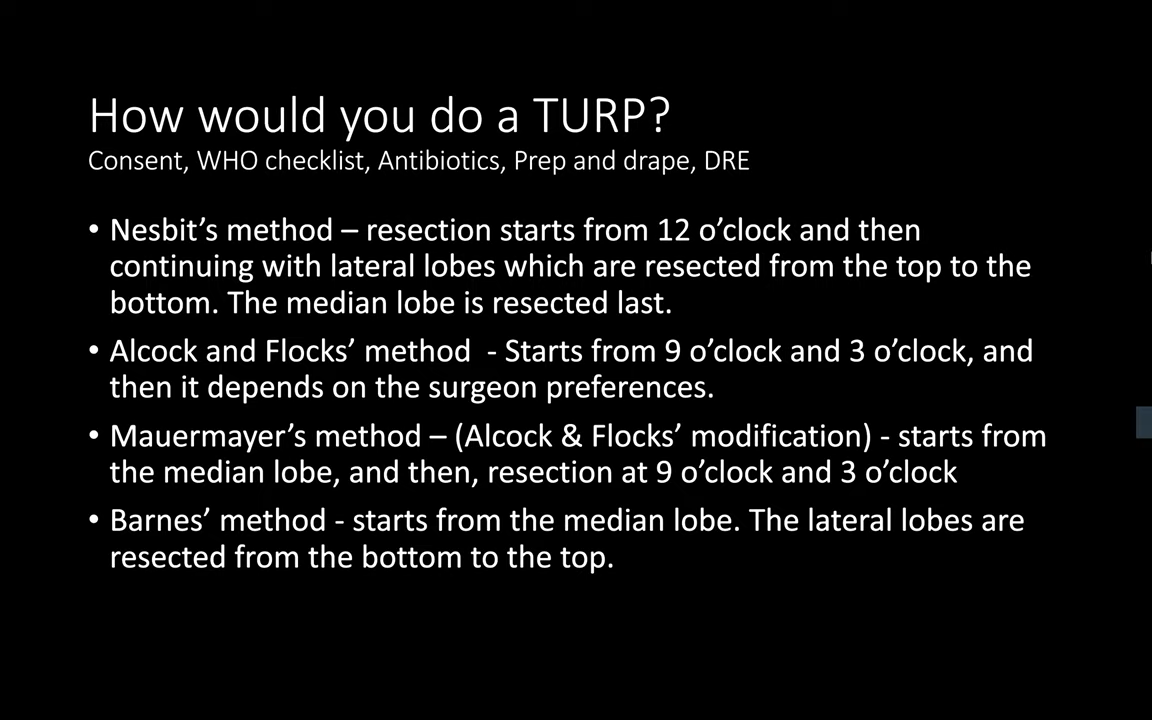 How would you do a TURP?
Consent, WHO checklist, Antibiotics, Prep and drape, DRE
• Nesbit’s method – resection starts from 12 o’clock and then
continuing with lateral lobes which are resected from the top to the
bottom. The median lobe is resected last.
• Alcock and Flocks’ method  - Starts from 9 o’clock and 3 o’clock, and
then it depends on the surgeon preferences.
• Mauermayer’s method – (Alcock & Flocks’ modification) - starts from
the median lobe, and then, resection at 9 o’clock and 3 o’clock
• Barnes’ method - starts from the median lobe. The lateral lobes are
resected from the bottom to the top.